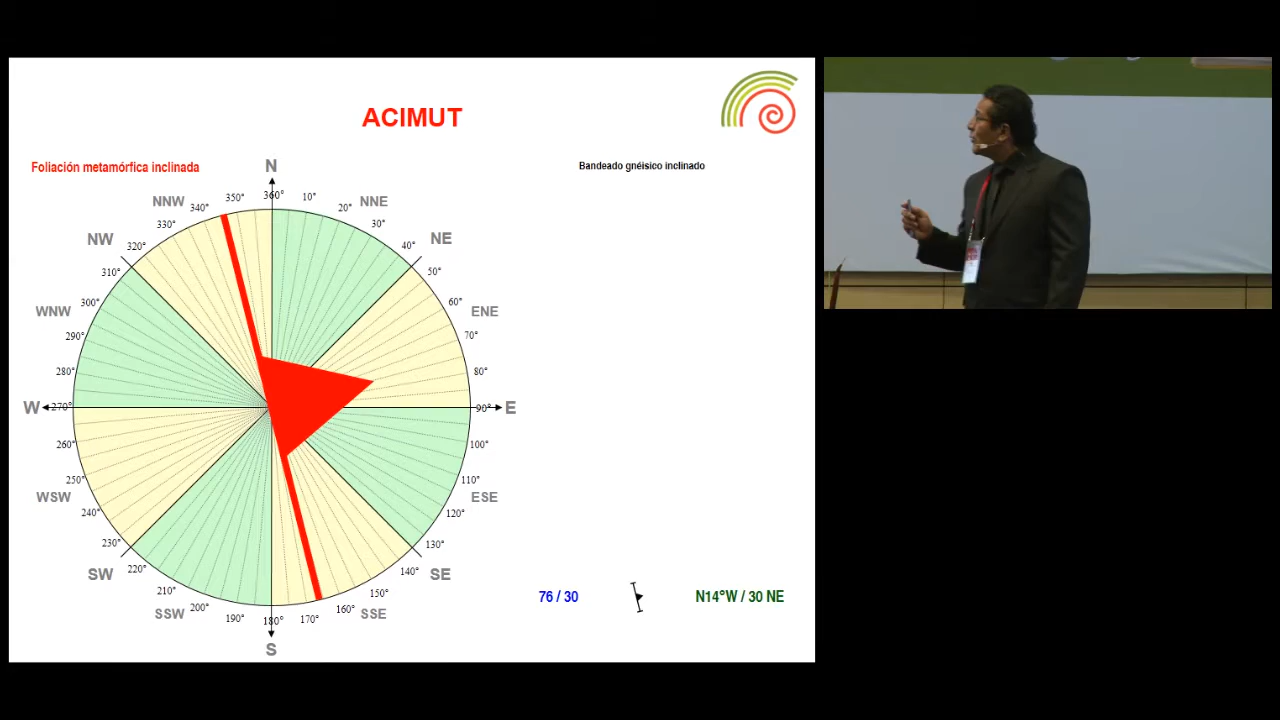 ACIMUT
Foliación metamórfica inclinada
Bandeado gnéisico inclinado
N
NNW
340°
350°
360°
10°
20°
NNE
330°
30°
NW
320°
40°
NE
310°
50°
WNW
300°
60°
ENE
290°
70°
280°
80°
W
270°
90°
E
260°
100°
250°
110°
WSW
240°
120°
ESE
230°
130°
SW
220°
140°
SE
210°
150°
SSW
200°
190°
180°
170°
160°
SSE
S
76 / 30
N14°W / 30 NE